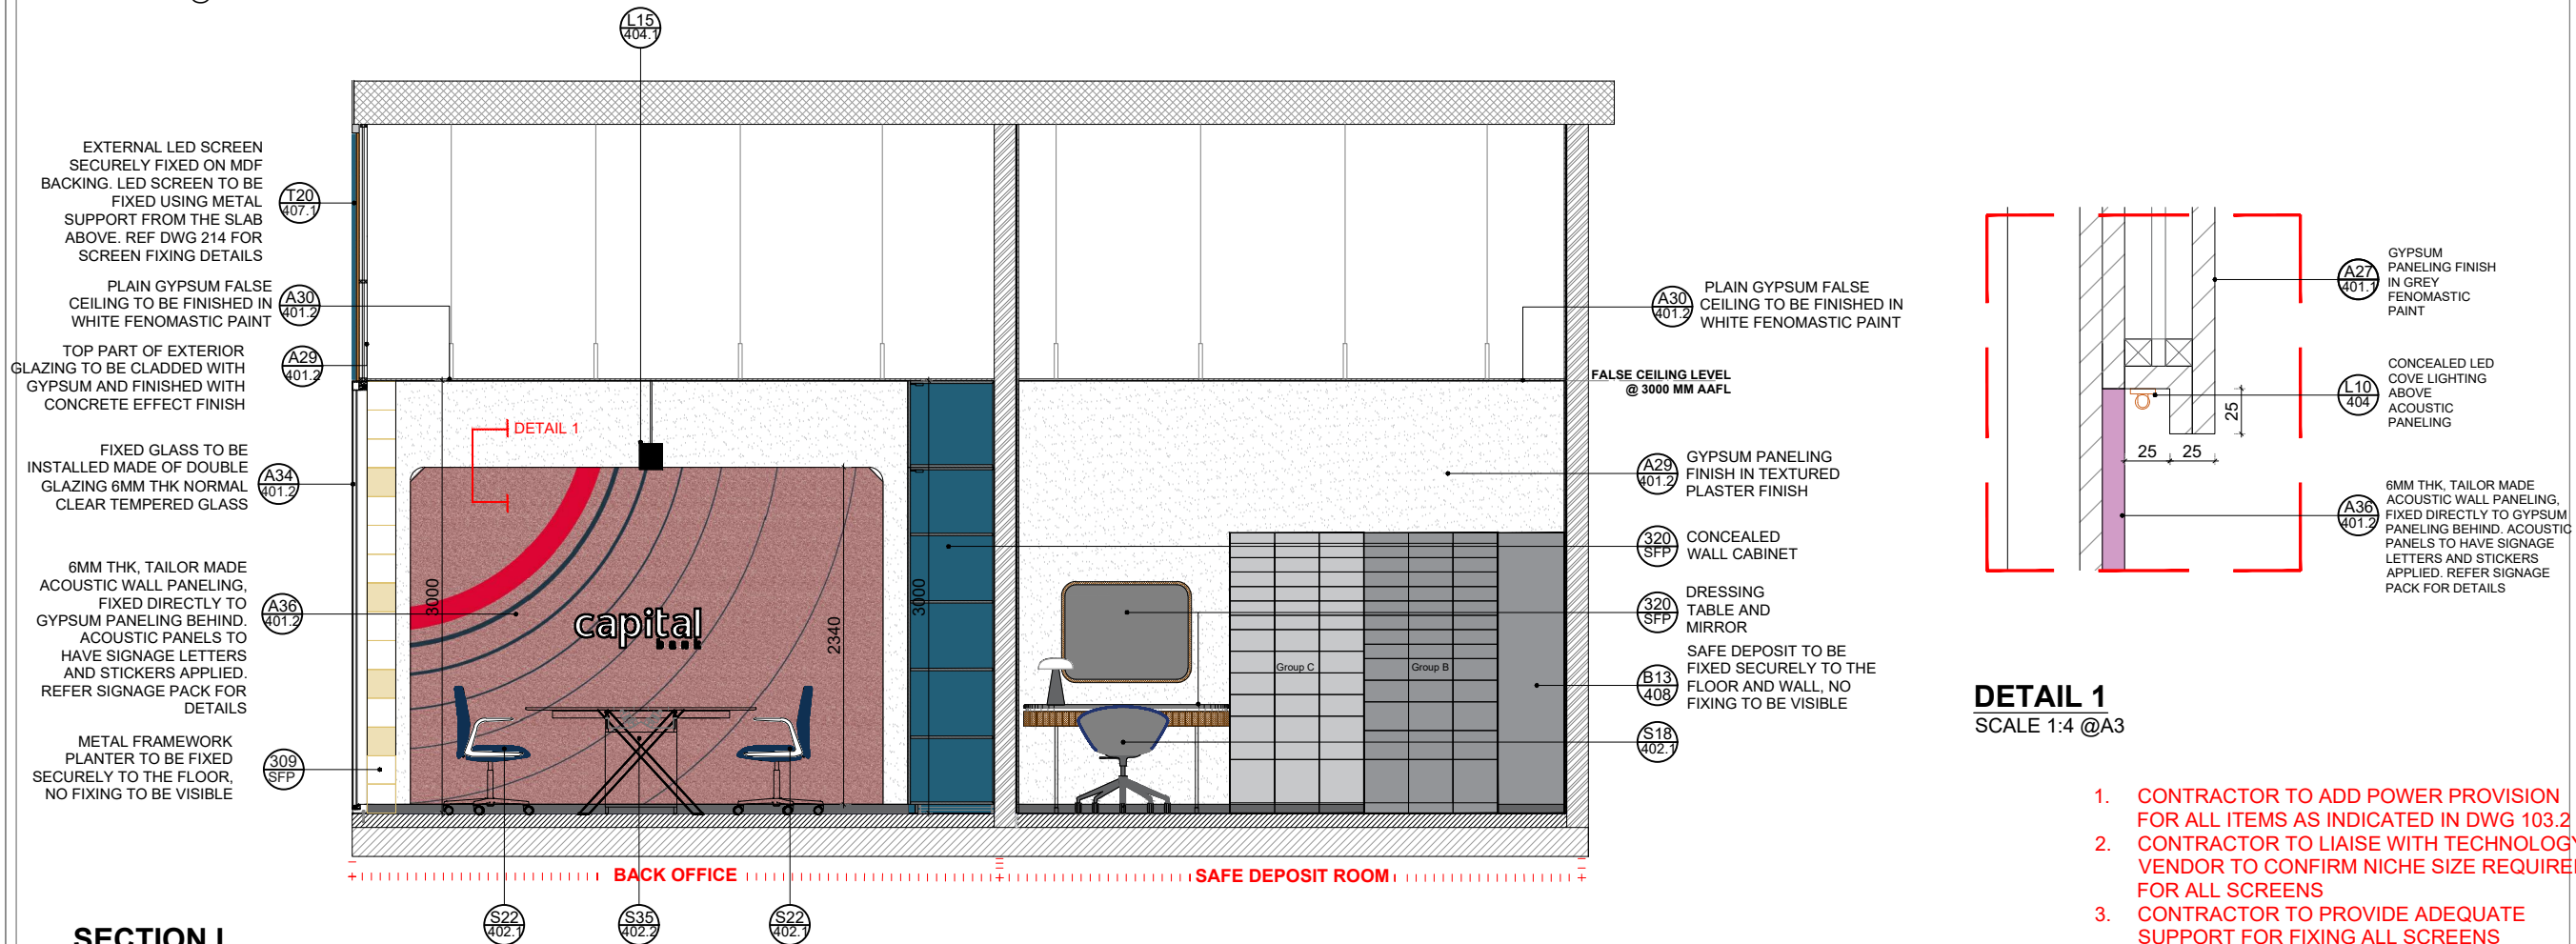 L15
404.1
EXTERNAL LED SCREEN
SECURELY FIXED ON MDF
BACKING. LED SCREEN TO BE
FIXED USING METAL
SUPPORT FROM THE SLAB
ABOVE. REF DWG 214 FOR
SCREEN FIXING DETAILS
T20
407.1
PLAIN GYPSUM FALSE
CEILING TO BE FINISHED IN
WHITE FENOMASTIC PAINT
A30
401.2
TOP PART OF EXTERIOR
GLAZING TO BE CLADDED WITH
GYPSUM AND FINISHED WITH
CONCRETE EFFECT FINISH
A29
401.2
FIXED GLASS TO BE
INSTALLED MADE OF DOUBLE
GLAZING 6MM THK NORMAL
CLEAR TEMPERED GLASS
A34
401.2
6MM THK, TAILOR MADE
ACOUSTIC WALL PANELING,
FIXED DIRECTLY TO
GYPSUM PANELING BEHIND.
ACOUSTIC PANELS TO
HAVE SIGNAGE LETTERS
AND STICKERS APPLIED.
REFER SIGNAGE PACK FOR
DETAILS
A36
401.2
METAL FRAMEWORK
PLANTER TO BE FIXED
SECURELY TO THE FLOOR,
NO FIXING TO BE VISIBLE
309
SFP
DETAIL 1
3000
capital
bank
2340
3000
Group C
Group B
A30
401.2
PLAIN GYPSUM FALSE
CEILING TO BE FINISHED IN
WHITE FENOMASTIC PAINT
FALSE CEILING LEVEL
@ 3000 MM AAFL
A29
401.2
GYPSUM PANELING
FINISH IN TEXTURED
PLASTER FINISH
320
SFP
CONCEALED
WALL CABINET
320
SFP
DRESSING
TABLE AND
MIRROR
B13
408
SAFE DEPOSIT TO BE
FIXED SECURELY TO THE
FLOOR AND WALL, NO
FIXING TO BE VISIBLE
S18
402.1
BACK OFFICE
SAFE DEPOSIT ROOM
S22
402.1
S35
402.2
S22
402.1
A27
401.1
GYPSUM
PANELING FINISH
IN GREY
FENOMASTIC
PAINT
L10
404
CONCEALED LED
COVE LIGHTING
ABOVE
ACOUSTIC
PANELING
25
25
25
A36
401.2
6MM THK, TAILOR MADE
ACOUSTIC WALL PANELING,
FIXED DIRECTLY TO GYPSUM
PANELING BEHIND. ACOUSTIC
PANELS TO HAVE SIGNAGE
LETTERS AND STICKERS
APPLIED. REFER SIGNAGE
PACK FOR DETAILS
DETAIL 1
SCALE 1:4 @A3
1. CONTRACTOR TO ADD POWER PROVISION
FOR ALL ITEMS AS INDICATED IN DWG 103.2
2. CONTRACTOR TO LIAISE WITH TECHNOLOGY
VENDOR TO CONFIRM NICHE SIZE REQUIRE
FOR ALL SCREENS
3. CONTRACTOR TO PROVIDE ADEQUATE
SUPPORT FOR FIXING ALL SCREENS
SECTION